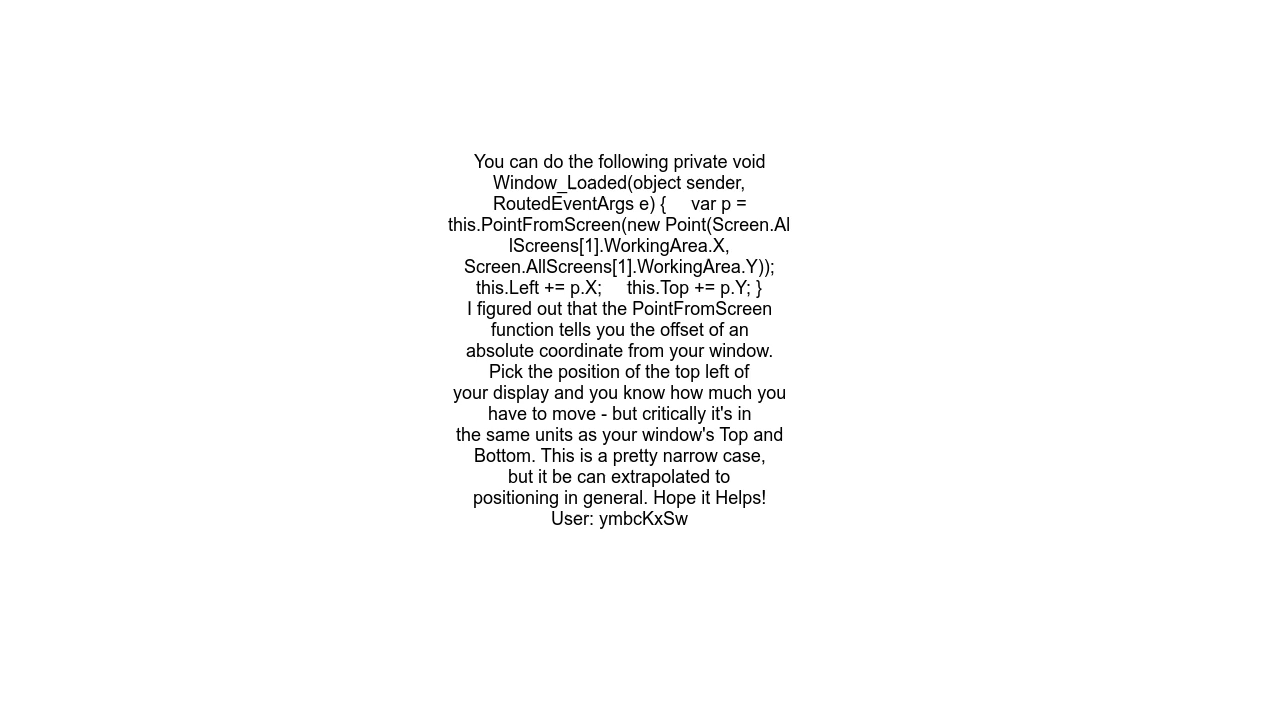 You can do the following private void
Window_Loaded(object sender,
RoutedEventArgs e) {     var p =
this.PointFromScreen(new Point(Screen.Al
lScreens[1].WorkingArea.X,
Screen.AllScreens[1].WorkingArea.Y));
this.Left += p.X;     this.Top += p.Y; }
I figured out that the PointFromScreen
function tells you the offset of an
absolute coordinate from your window.
Pick the position of the top left of
your display and you know how much you
have to move - but critically it's in
the same units as your window's Top and
Bottom. This is a pretty narrow case,
but it be can extrapolated to
positioning in general. Hope it Helps!
User: ymbcKxSw